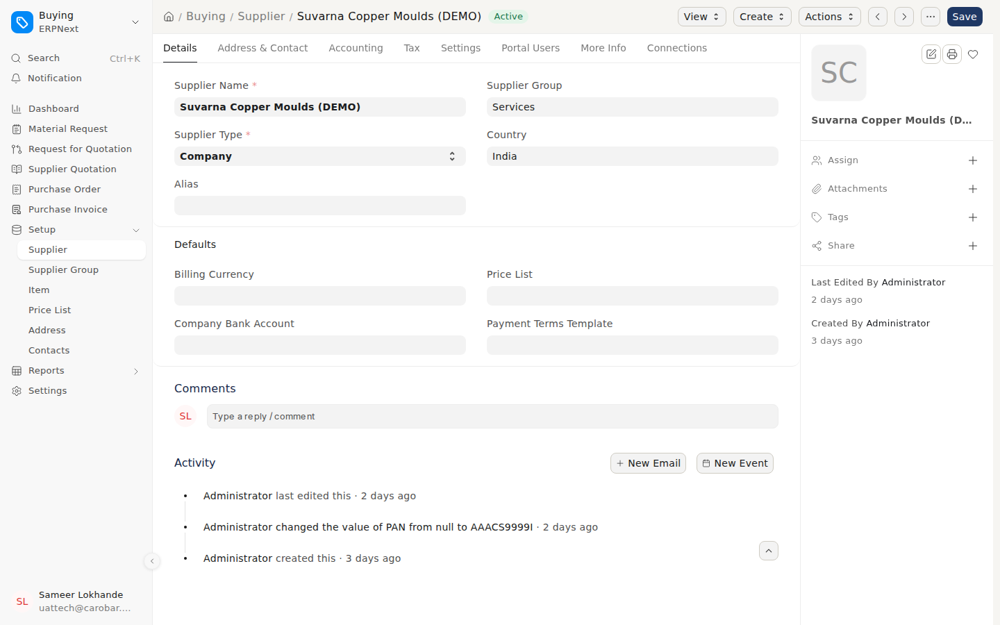 Buying
ERPNext
Search Ctrl+K
Notification
Dashboard
Material Request
Request for Quotation
Supplier Quotation
Purchase Order
Purchase Invoice
Setup
Supplier
Supplier Group
Item
Price List
Address
Contacts
Reports
Settings
SL
Sameer Lokhande
uattech@carobar....
/ Buying / Supplier / Suvarna Copper Moulds (DEMO) Active
View Create Actions ... Save
Details Address & Contact Accounting Tax Settings Portal Users More Info Connections
Supplier Name * Supplier Group
Suvarna Copper Moulds (DEMO) Services
Supplier Type * Country
Company India
Alias
Defaults
Billing Currency Price List
Company Bank Account Payment Terms Template
Comments
SL Type a reply / comment
Activity + New Email New Event
Administrator last edited this · 2 days ago
Administrator changed the value of PAN from null to AAACS9999I · 2 days ago
Administrator created this · 3 days ago
SC
Suvarna Copper Moulds (D...
Assign +
Attachments +
Tags +
Share +
Last Edited By Administrator
2 days ago
Created By Administrator
3 days ago